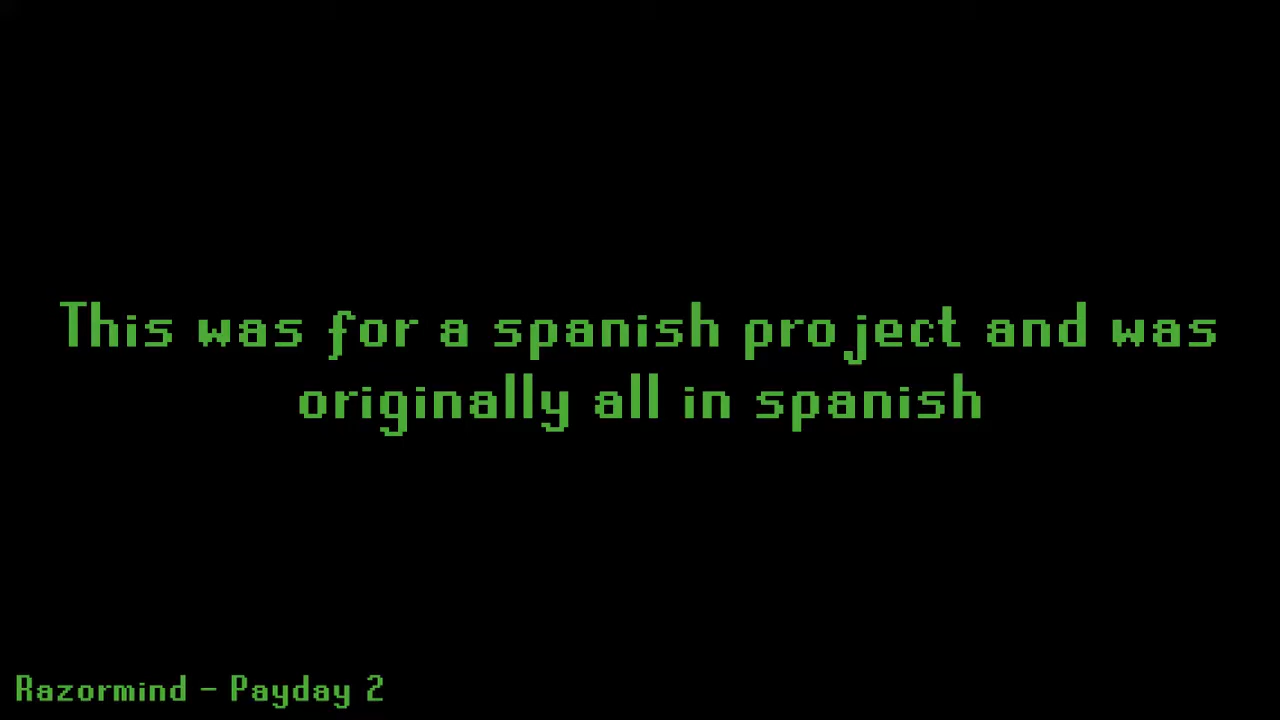 This was for a spanish project and was
originally all in spanish
Razormind - Payday 2